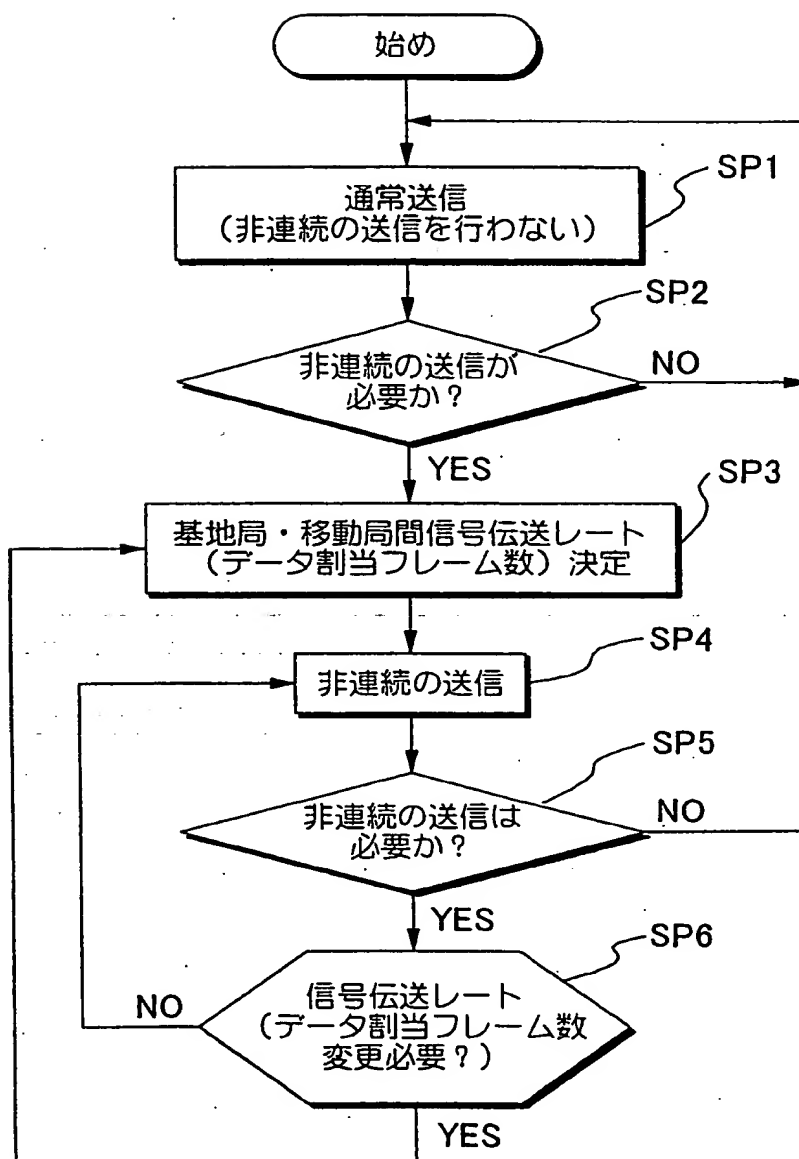 始め
通常送信
(非連続の送信を行わない)
SP1
非連続の送信が
必要か?
SP2
NO
YES
基地局・移動局間信号伝送レート
(データ割当フレーム数)決定
SP3
非連続の送信
SP4
非連続の送信は
必要か?
SP5
NO
YES
信号伝送レート
(データ割当フレーム数
変更必要?)
SP6
NO
YES